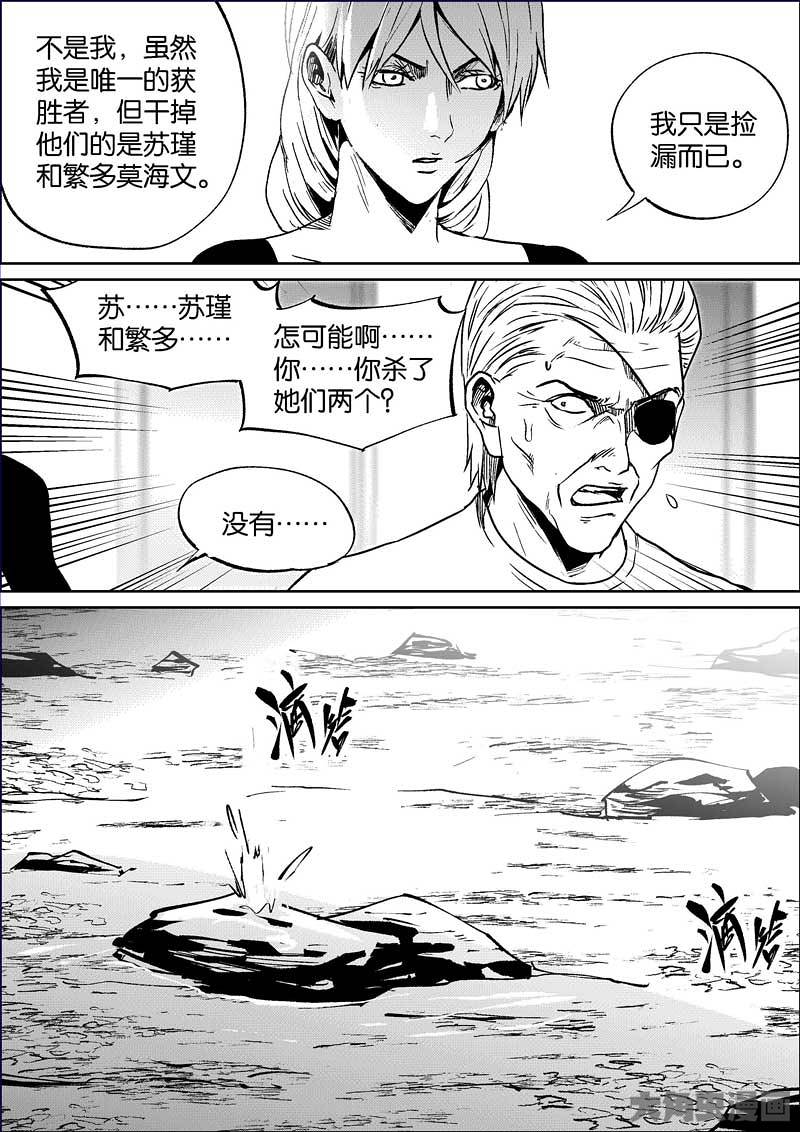 不是我，虽然
我是唯一的获
胜者，但干掉
他们的是苏瑾
和繁多莫海文。
我只是捡
漏而已。
苏……苏瑾
和繁多……
怎可能啊……
你……你杀了
她们两个？
没有……
滴答
滴答